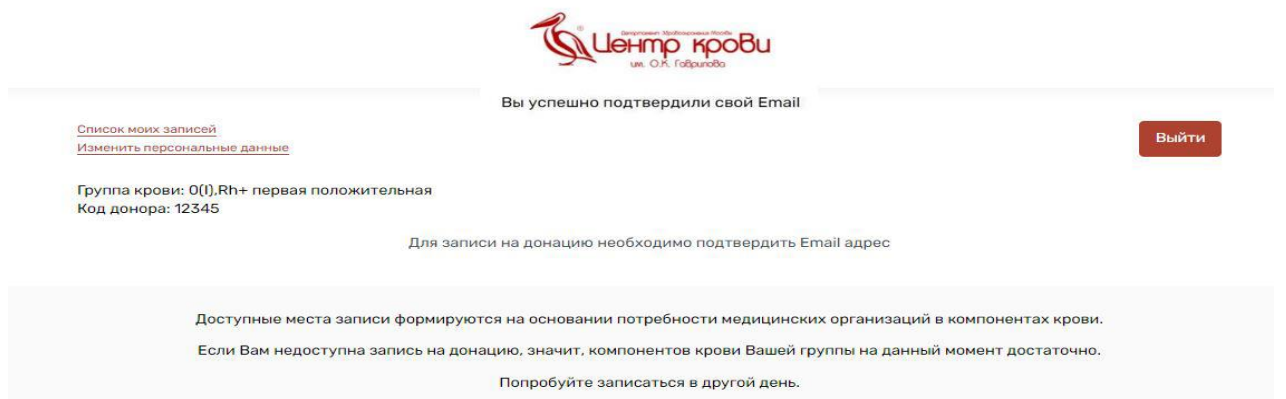 Департамент Здравоохранения Москвы
Центр крови
им. О.К. Гаврилова
Вы успешно подтвердили свой Email
Список моих записей
Выйти
Изменить персональные данные
Группа крови: 0(I),Rh+ первая положительная
Код донора: 12345
Для записи на донацию необходимо подтвердить Email адрес
Доступные места записи формируются на основании потребности медицинских организаций в компонентах крови.
Если Вам недоступна запись на донацию, значит, компонентов крови Вашей группы на данный момент достаточно.
Попробуйте записаться в другой день.